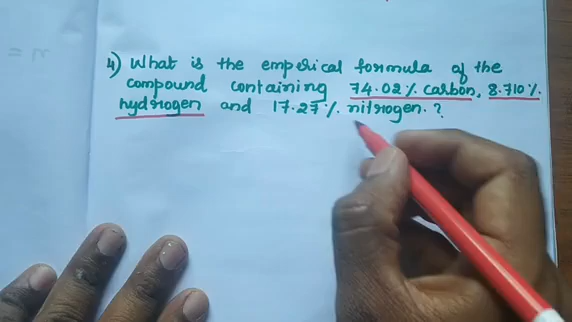 4) What is the emperical formula of the
compound containing 74.02% carbon, 8.710%
hydrogen and 17.27% nitrogen.?
n =